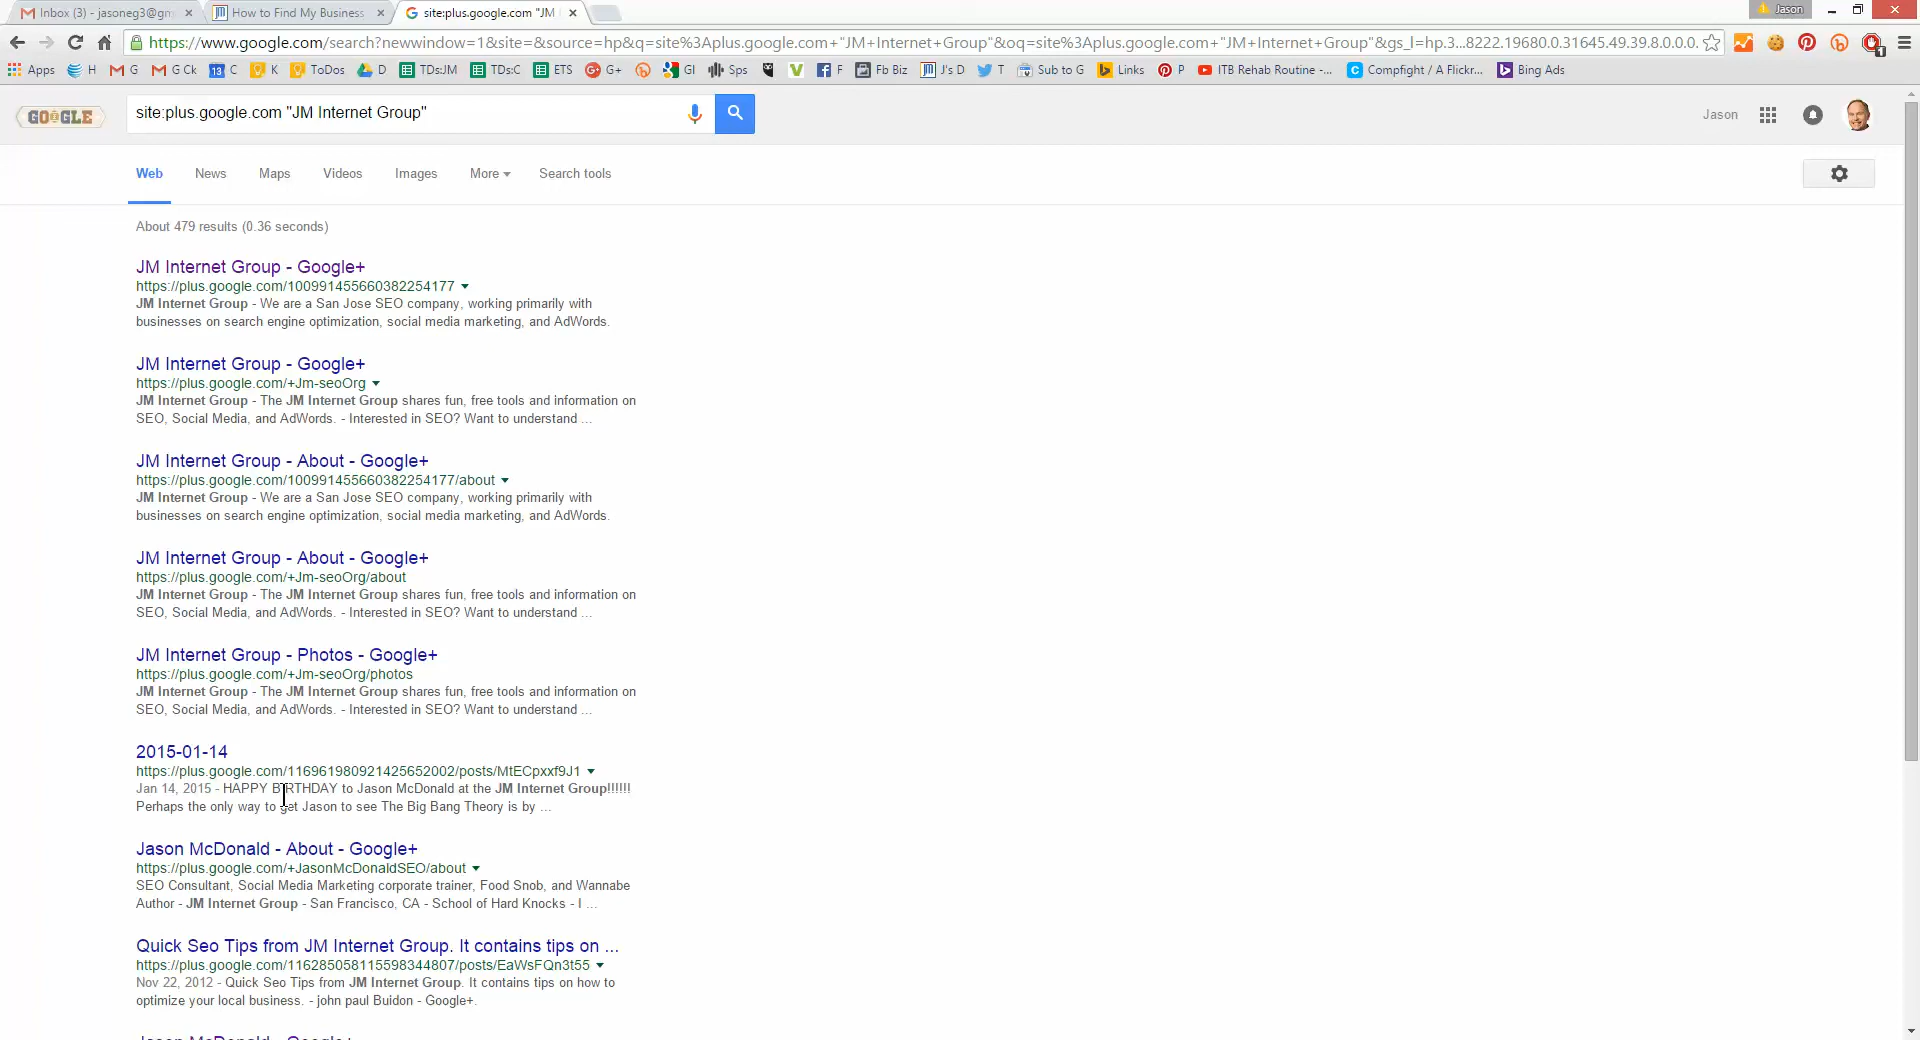 Inbox (3) - jasoneg3@gm
How to Find My Business
site:plus.google.com "JM
Jason
https://www.google.com/search?newwindow=1&site=&source=hp&q=site%3Aplus.google.com+"JM+Internet+Group"&oq=site%3Aplus.google.com+"JM+Internet+Group"&gs_l=hp.3...8222.19680.0.31645.49.39.8.0.0.0.
Apps H G G Ck 13 C K ToDos D TDs:JM TDs:C ETS G+ GI Sps F Fb Biz J's D T Sub to G Links P ITB Rehab Routine -... Compfight / A Flickr... Bing Ads
GOOGLE
site:plus.google.com "JM Internet Group"
Jason
Web News Maps Videos Images More Search tools
About 479 results (0.36 seconds)
JM Internet Group - Google+
https://plus.google.com/100991455660382254177
JM Internet Group - We are a San Jose SEO company, working primarily with
businesses on search engine optimization, social media marketing, and AdWords.
JM Internet Group - Google+
https://plus.google.com/+Jm-seoOrg
JM Internet Group - The JM Internet Group shares fun, free tools and information on
SEO, Social Media, and AdWords. - Interested in SEO? Want to understand ...
JM Internet Group - About - Google+
https://plus.google.com/100991455660382254177/about
JM Internet Group - We are a San Jose SEO company, working primarily with
businesses on search engine optimization, social media marketing, and AdWords.
JM Internet Group - About - Google+
https://plus.google.com/+Jm-seoOrg/about
JM Internet Group - The JM Internet Group shares fun, free tools and information on
SEO, Social Media, and AdWords. - Interested in SEO? Want to understand ...
JM Internet Group - Photos - Google+
https://plus.google.com/+Jm-seoOrg/photos
JM Internet Group - The JM Internet Group shares fun, free tools and information on
SEO, Social Media, and AdWords. - Interested in SEO? Want to understand ...
2015-01-14
https://plus.google.com/116961980921425652002/posts/MtECpxxf9J1
Jan 14, 2015 - HAPPY BIRTHDAY to Jason McDonald at the JM Internet Group!!!!!!
Perhaps the only way to get Jason to see The Big Bang Theory is by ...
Jason McDonald - About - Google+
https://plus.google.com/+JasonMcDonaldSEO/about
SEO Consultant, Social Media Marketing corporate trainer, Food Snob, and Wannabe
Author - JM Internet Group - San Francisco, CA - School of Hard Knocks - I ...
Quick Seo Tips from JM Internet Group. It contains tips on ...
https://plus.google.com/116285058115598344807/posts/EaWsFQn3t55
Nov 22, 2012 - Quick Seo Tips from JM Internet Group. It contains tips on how to
optimize your local business. - john paul Buidon - Google+.
Jason McDonald - Google+